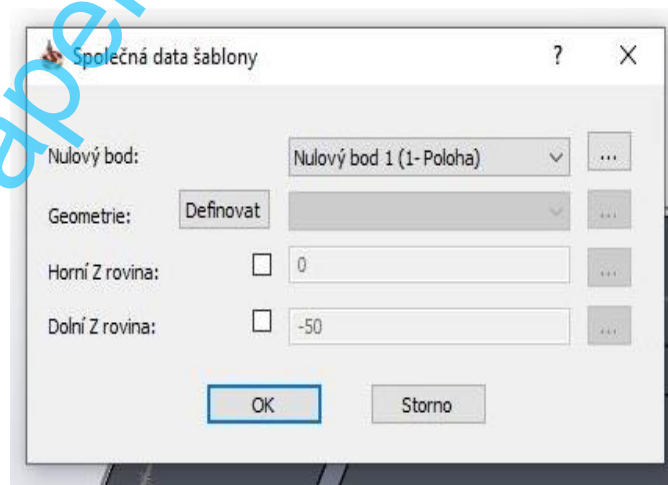 Společná data šablony ? X
Nulový bod: Nulový bod 1 (1- Poloha) ...
Geometrie: Definovat ...
Horní Z rovina: 0 ...
Dolní Z rovina: -50 ...
OK Storno